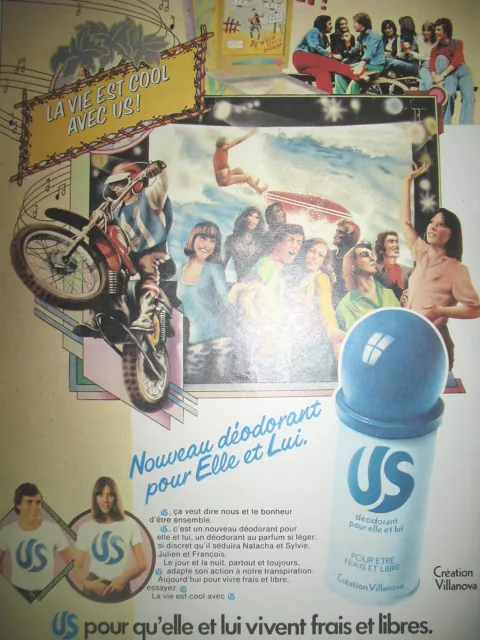 LA VIE EST COOL
AVEC US!
Nouveau déodorant
pour Elle et Lui.
US, ça veut dire nous et le bonheur
d'être ensemble.
US, c'est un nouveau déodorant pour
elle et lui, un déodorant au parfum si léger,
si discret qu'il séduira Natacha et Sylvie,
Julien et François.
Le jour et la nuit, partout et toujours,
US adapte son action à notre transpiration.
Aujourd'hui pour vivre frais et libre,
essayez US
La vie est cool avec US
US
US
US
déodorant
pour elle et lui
POUR ÊTRE
FRAIS ET LIBRE
Création Villanova
Création
Villanova
US pour qu'elle et lui vivent frais et libres.